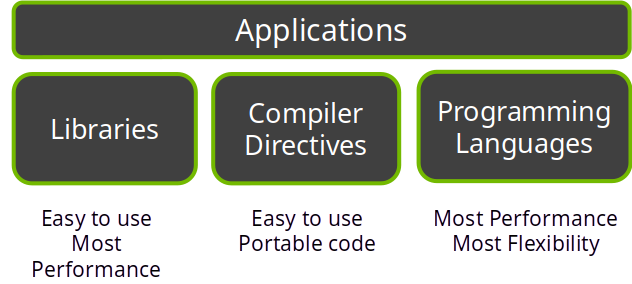 Applications
Libraries
Compiler
Directives
Programming
Languages
Easy to use
Most
Performance
Easy to use
Portable code
Most Performance
Most Flexibility